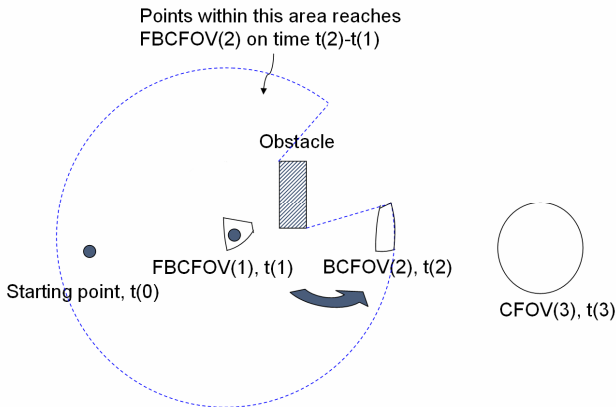 Points within this area reaches
FBCFOV(2) on time t(2)-t(1)
Obstacle
FBCFOV(1), t(1)
BCFOV(2), t(2)
Starting point, t(0)
CFOV(3), t(3)